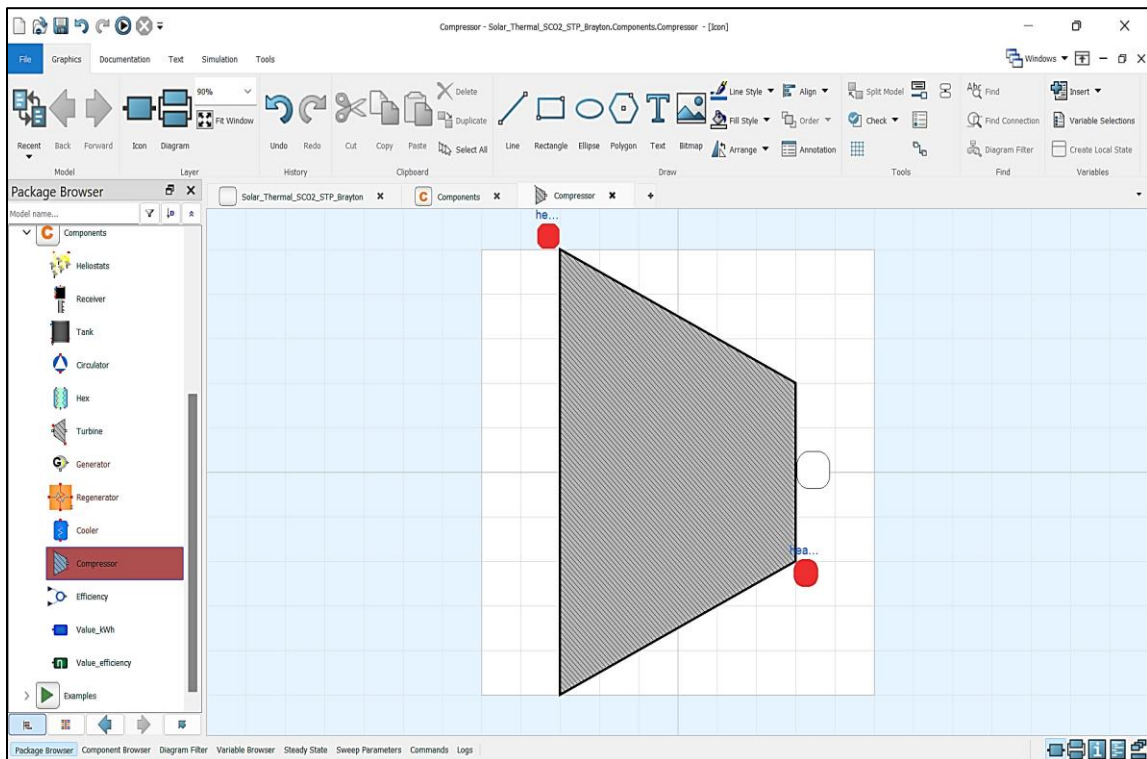 Compressor - Solar_Thermal_SCO2_STP_Brayton.Components.Compressor - [Icon]
File Graphics Documentation Text Simulation Tools Windows
90%
Fit Window
Delete
Duplicate
Select All
Line Style Align
Fill Style Order
Arrange Annotation
Split Model
Check
Abc Find
Find Connection
Diagram Filter
Insert
Variable Selections
Create Local State
Recent Back Forward Icon Diagram Undo Redo Cut Copy Paste Line Rectangle Ellipse Polygon Text Bitmap
Model Layer History Clipboard Draw Tools Find Variables
Package Browser
Solar_Thermal_SCO2_STP_Brayton Components Compressor
Model name...
Components
Heliostats
Receiver
Tank
Circulator
Hex
Turbine
Generator
Regenerator
Cooler
Compressor
Efficiency
Value_kWh
Value_efficiency
Examples
he...
hea...
Package Browser Component Browser Diagram Filter Variable Browser Steady State Sweep Parameters Commands Logs